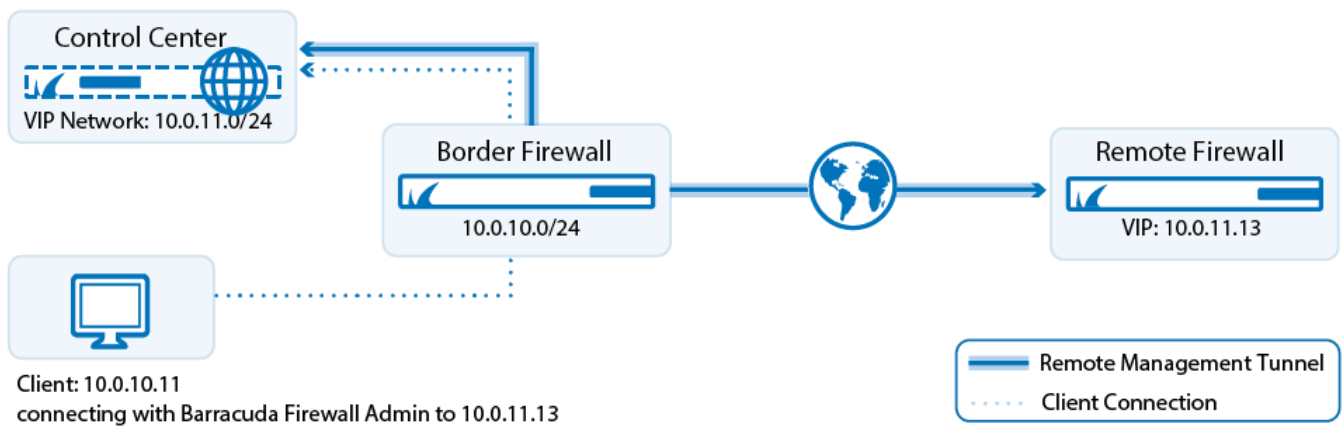 Control Center
VIP Network: 10.0.11.0/24
Border Firewall
10.0.10.0/24
Remote Firewall
VIP: 10.0.11.13
Client: 10.0.10.11
connecting with Barracuda Firewall Admin to 10.0.11.13
Remote Management Tunnel
Client Connection